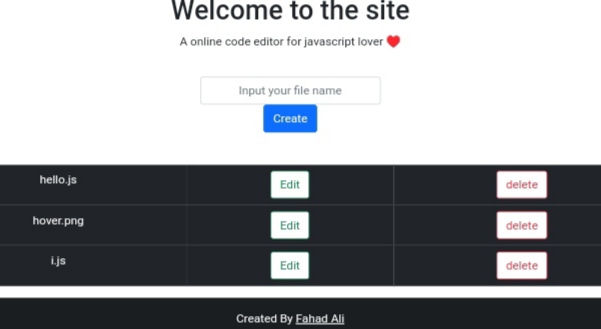 Welcome to the site
A online code editor for javascript lover ❤️
Input your file name
Create
hello.js Edit delete
hover.png Edit delete
i.js Edit delete
Created By Fahad Ali